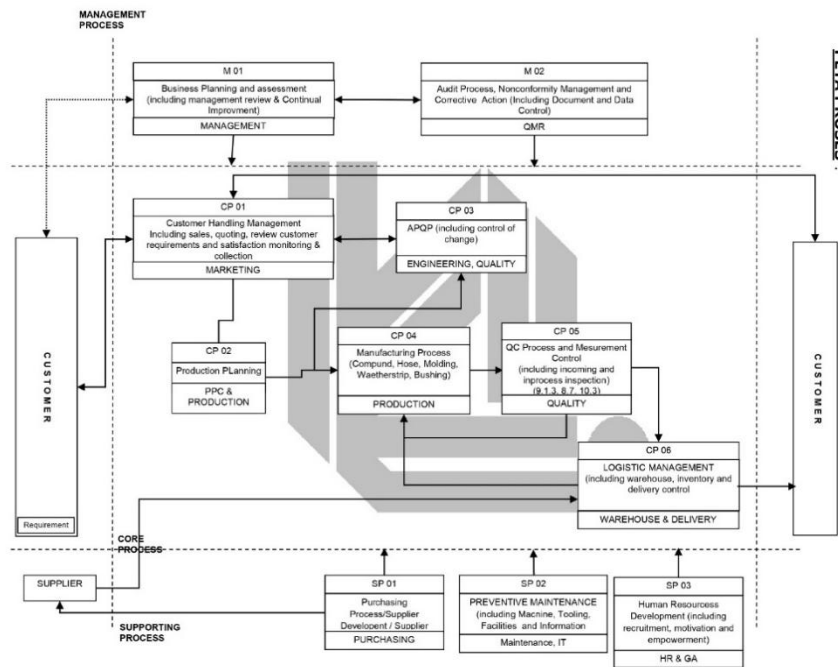 MANAGEMENT
PROCESS
M 01
Business Planning and assessment
(including management review & Continual
Improvment)
MANAGEMENT
M 02
Audit Process, Nonconformity Management and
Corrective Action (Including Document and Data
Control)
QMR
CP 01
Customer Handling Management
Including sales, quoting, review customer
requirements and satisfaction monitoring &
collection
MARKETING
CP 03
APQP (including control of
change)
ENGINEERING, QUALITY
CUSTOMER
Requirement
CP 02
Production PLanning
PPC &
PRODUCTION
CP 04
Manufacturing Process
(Compund, Hose, Molding,
Waetherstrip, Bushing)
PRODUCTION
CP 05
QC Process and Mesurement
Control
(including incoming and
inprocess inspection)
(9.1.3, 8.7, 10.3)
QUALITY
CP 06
LOGISTIC MANAGEMENT
(including warehouse, inventory and
delivery control
WAREHOUSE & DELIVERY
CUSTOMER
CORE
PROCESS
SUPPLIER
SUPPORTING
PROCESS
SP 01
Purchasing
Process/Supplier
Developent / Supplier
PURCHASING
SP 02
PREVENTIVE MAINTENANCE
(including Macnine, Tooling,
Facilities and Information
Maintenance, IT
SP 03
Human Resourcess
Development (including
recruitment, motivation and
empowerment)
HR & GA